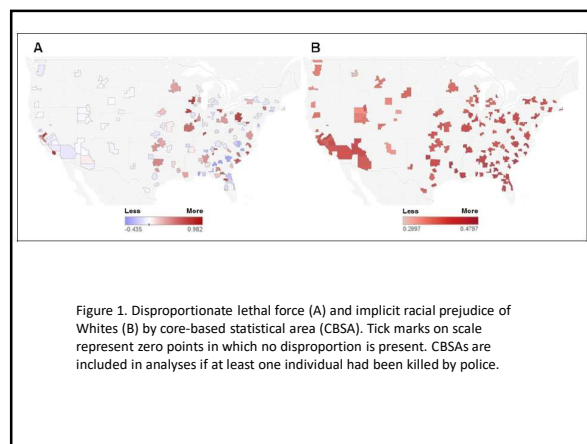 A
B
Less More
-0.435 0.982
Less More
0.2997 0.4797
Figure 1. Disproportionate lethal force (A) and implicit racial prejudice of
Whites (B) by core-based statistical area (CBSA). Tick marks on scale
represent zero points in which no disproportion is present. CBSAs are
included in analyses if at least one individual had been killed by police.